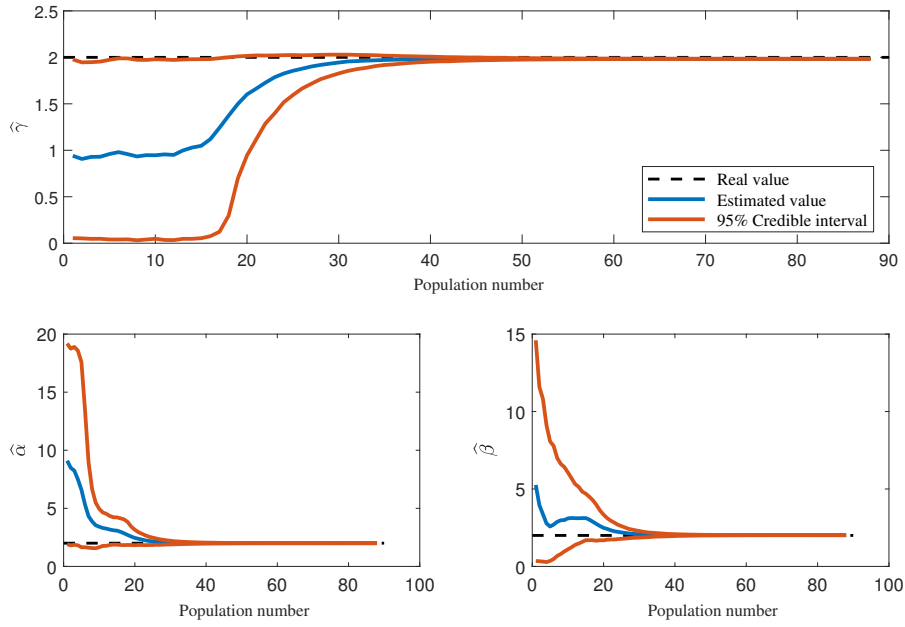 2.5
2
1.5
1
0.5
0
γ̂
0 10 20 30 40 50 60 70 80 90
Population number
Real value
Estimated value
95% Credible interval
20
15
10
5
0
α̂
0 20 40 60 80 100
Population number
15
10
5
0
β̂
0 20 40 60 80 100
Population number